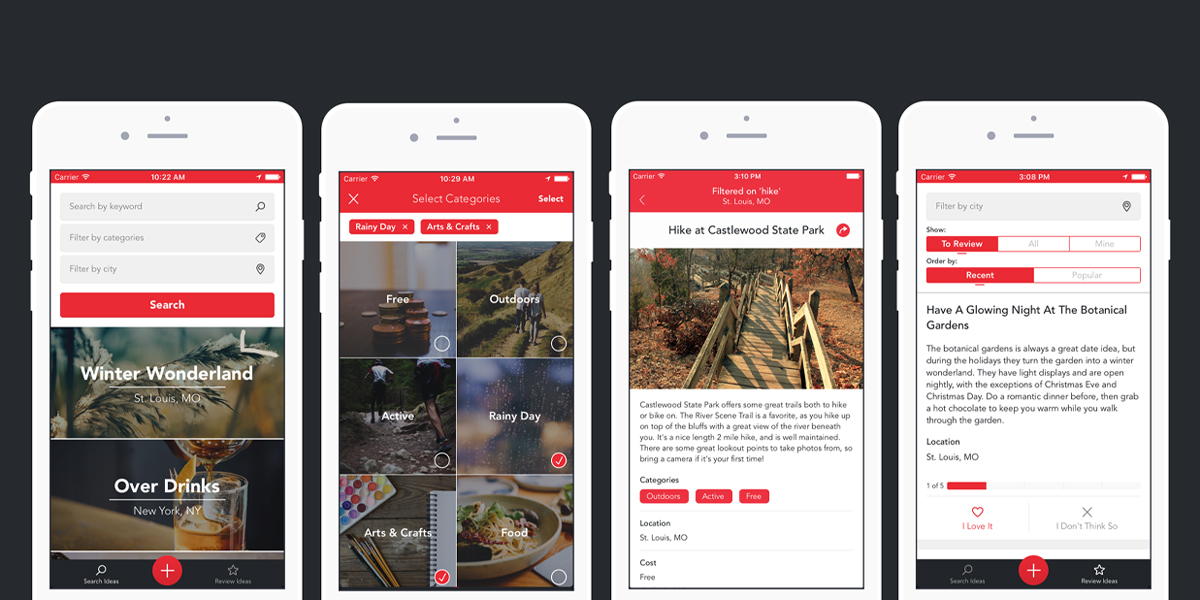 Carrier 10:22 AM
Search by keyword
Filter by categories
Filter by city
Search
Winter Wonderland
St. Louis, MO
Over Drinks
New York, NY
Search Ideas
Review Ideas
Carrier 10:29 AM
Select Categories Select
Rainy Day × Arts & Crafts ×
Free Outdoors
Active Rainy Day
Arts & Crafts Food
Carrier 3:10 PM
Filtered on 'hike'
St. Louis, MO
Hike at Castlewood State Park
Castlewood State Park offers some great trails both to hike
or bike on. The River Scene Trail is a favorite, as you hike up
on top of the bluffs with a great view of the river beneath
you. It's a nice length 2 mile hike, and is well maintained.
There are some great lookout points to take photos from, so
bring a camera if it's your first time!
Categories
Outdoors Active Free
Location
St. Louis, MO
Cost
Free
Carrier 3:08 PM
Filter by city
Show:
To Review All Mine
Order by:
Recent Popular
Have A Glowing Night At The Botanical
Gardens
The botanical gardens is always a great date idea, but
during the holidays they turn the garden into a winter
wonderland. They have light displays and are open
nightly, with the exceptions of Christmas Eve and
Christmas Day. Do a romantic dinner before, then grab
a hot chocolate to keep you warm while you walk
through the garden.
Location
St. Louis, MO
1 of 5
I Love It I Don't Think So
Search Ideas Review Ideas